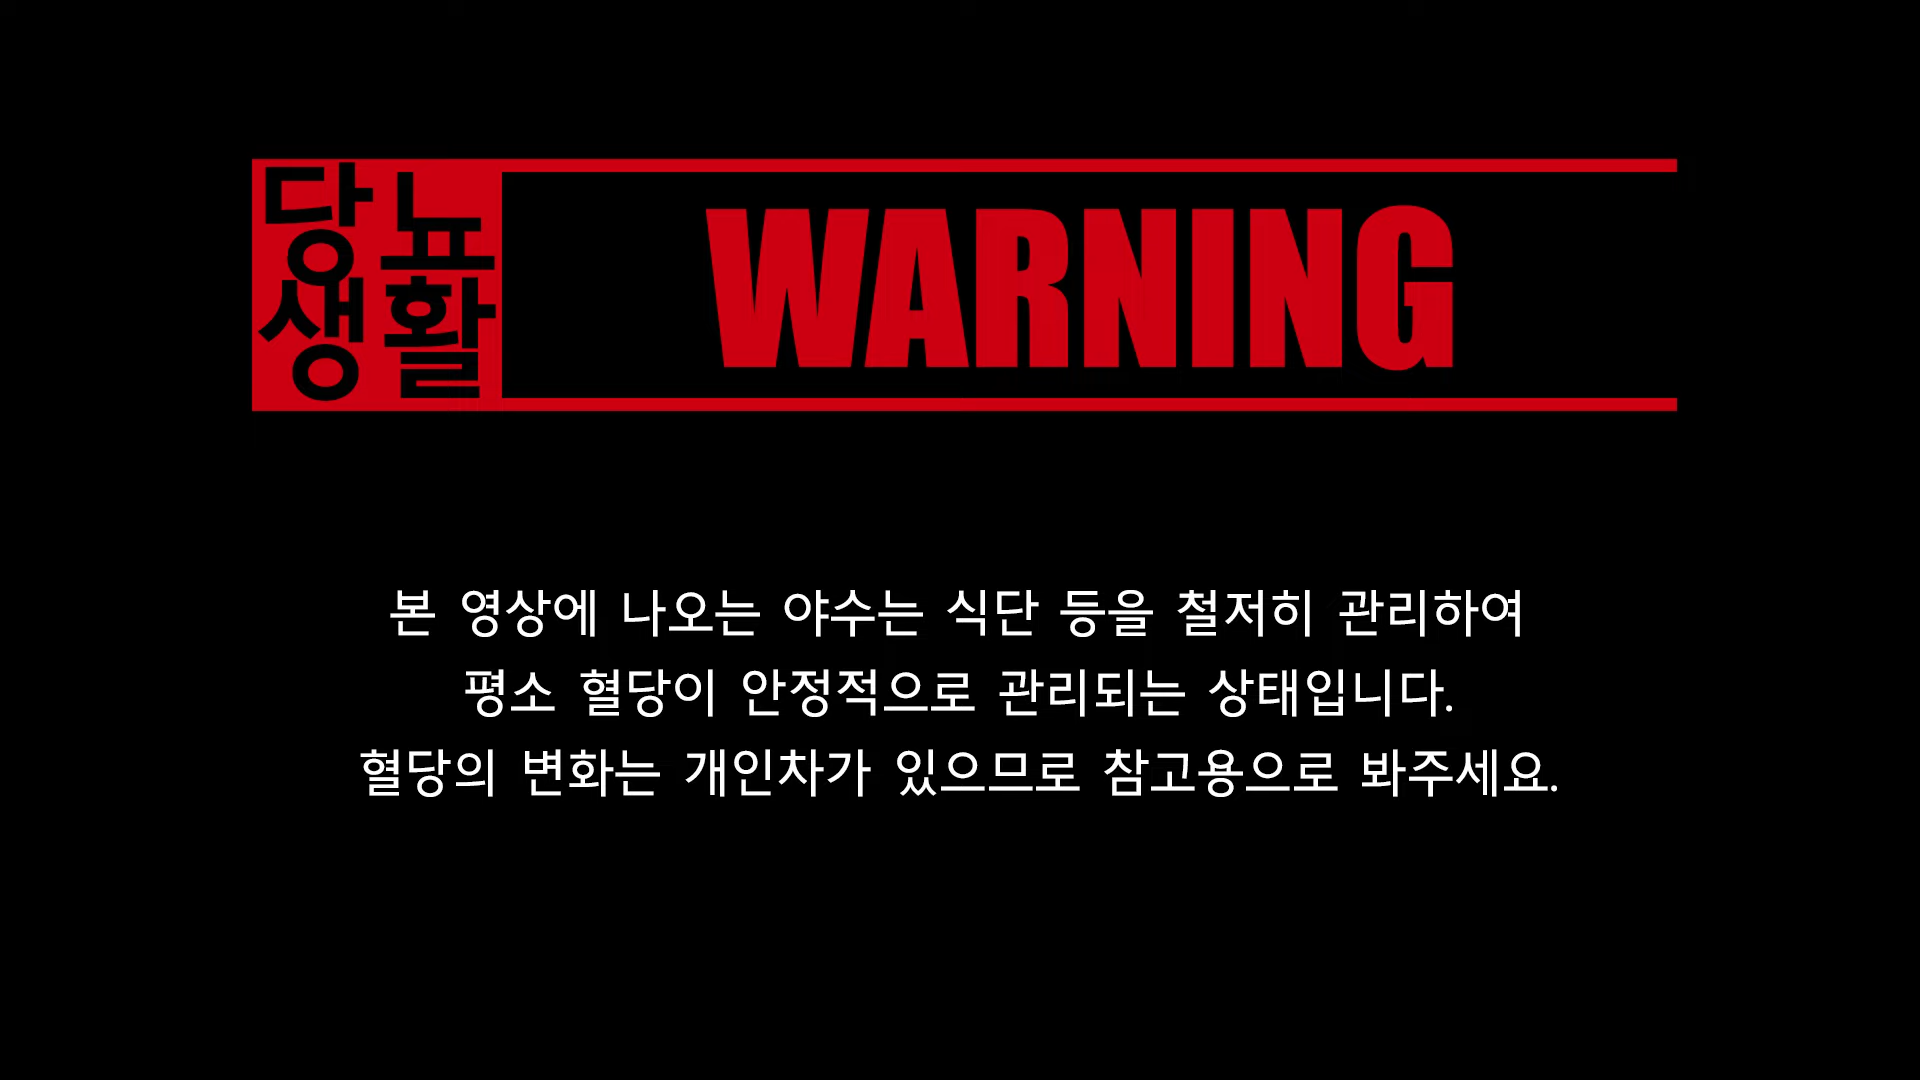 당뇨
생활
WARNING
본 영상에 나오는 야수는 식단 등을 철저히 관리하여
평소 혈당이 안정적으로 관리되는 상태입니다.
혈당의 변화는 개인차가 있으므로 참고용으로 봐주세요.